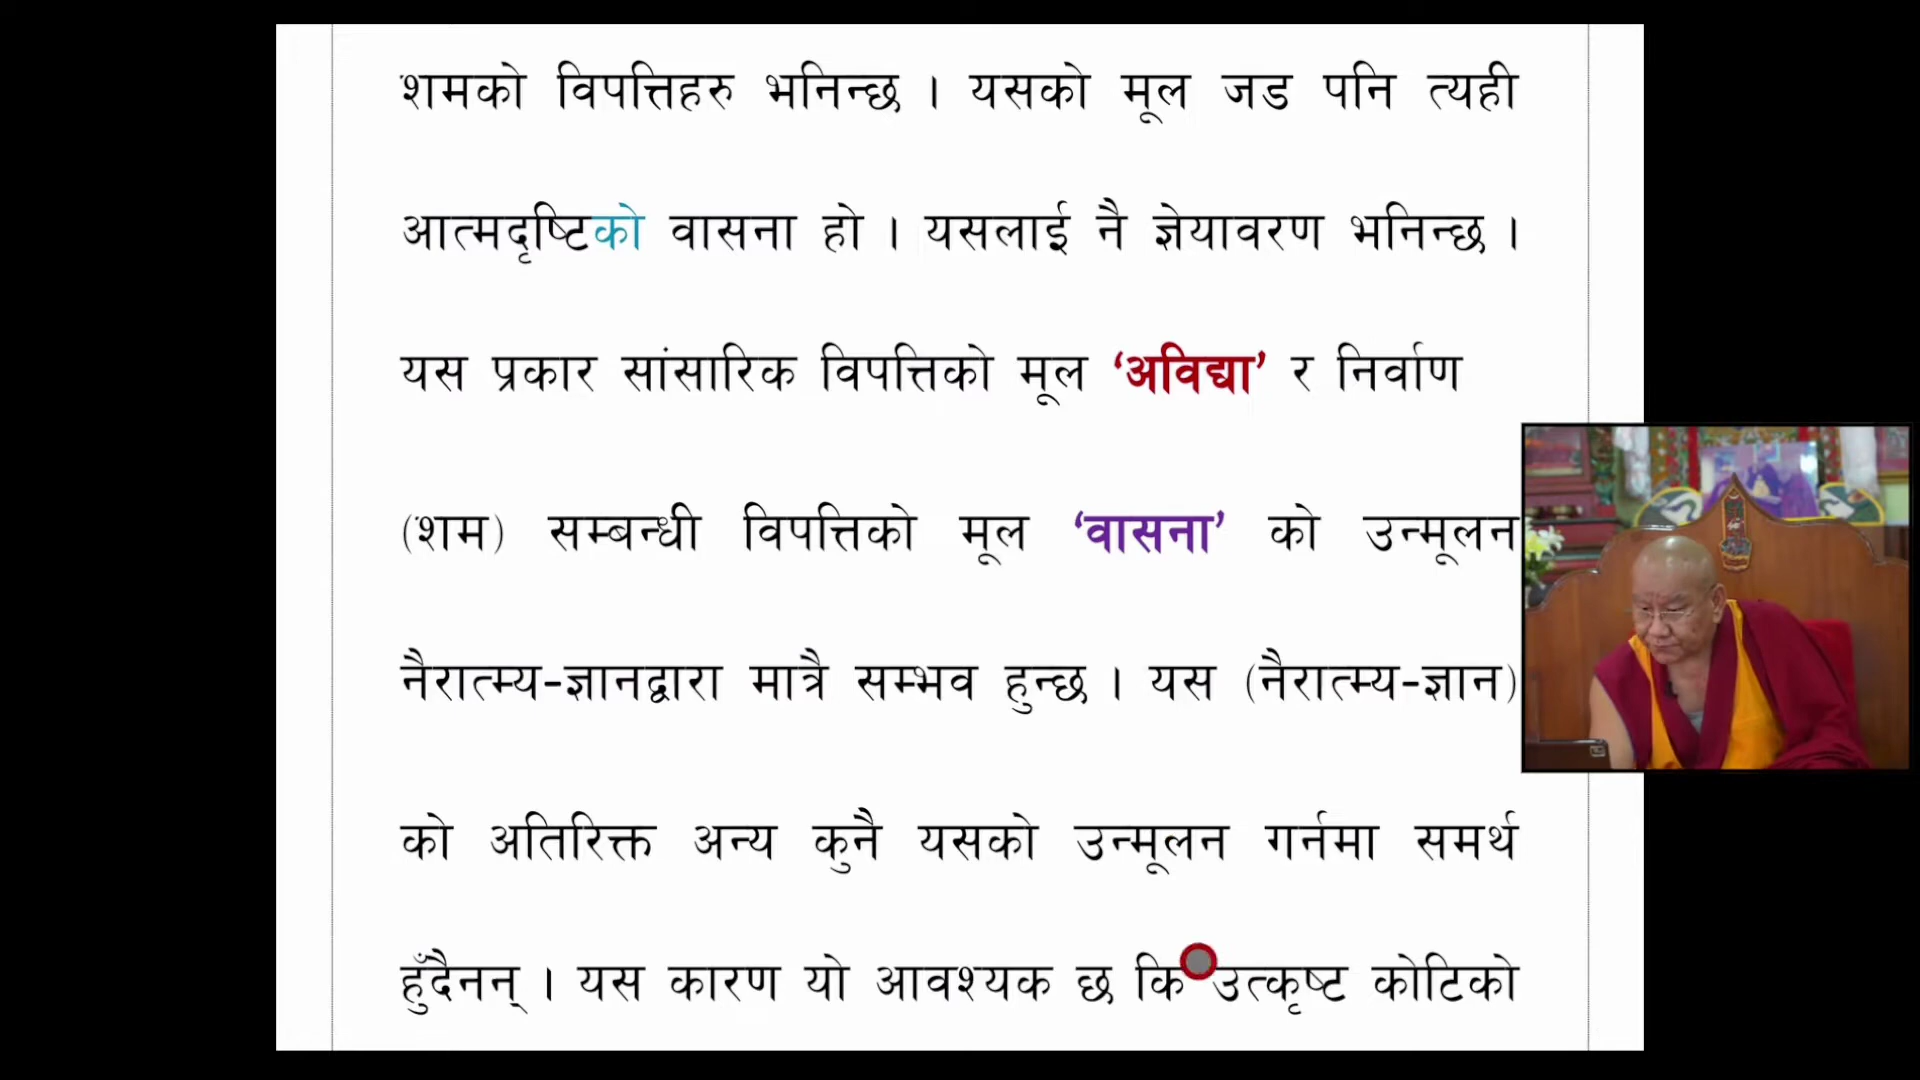 शमको विपत्तिहरु भनिन्छ । यसको मूल जड पनि त्यही
आत्मदृष्टिको वासना हो । यसलाई नै ज्ञेयावरण भनिन्छ ।
यस प्रकार सांसारिक विपत्तिको मूल ‘अविद्या’ र निर्वाण
(शम) सम्बन्धी विपत्तिको मूल ‘वासना’ को उन्मूलन
नैरात्म्य-ज्ञानद्वारा मात्रै सम्भव हुन्छ । यस (नैरात्म्य-ज्ञान)
को अतिरिक्त अन्य कुनै यसको उन्मूलन गर्नमा समर्थ
हुँदैनन् । यस कारण यो आवश्यक छ कि उत्कृष्ट कोटिको